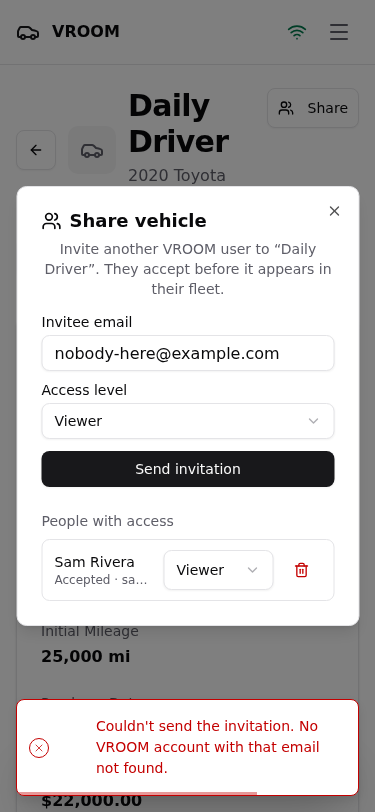 VROOM
Daily
Driver
Share
2020 Toyota
Share vehicle
Invite another VROOM user to “Daily
Driver”. They accept before it appears in
their fleet.
Invitee email
nobody-here@example.com
Access level
Viewer
Send invitation
People with access
Sam Rivera
Accepted · sa...
Viewer
Initial Mileage
25,000 mi
Couldn't send the invitation. No
VROOM account with that email
not found.
$22,000.00